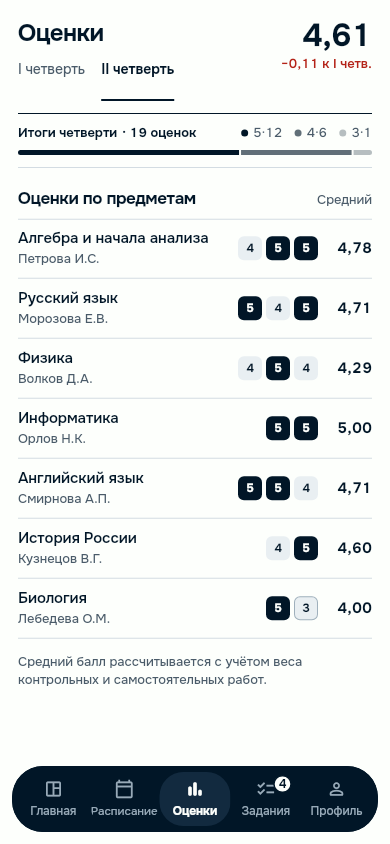 Оценки
4,61
I четверть II четверть
−0,11 к I четв.
Итоги четверти · 19 оценок 5·12 4·6 3·1
Оценки по предметам Средний
Алгебра и начала анализа
Петрова И.С.
4 5 5 4,78
Русский язык
Морозова Е.В.
5 4 5 4,71
Физика
Волков Д.А.
4 5 4 4,29
Информатика
Орлов Н.К.
5 5 5,00
Английский язык
Смирнова А.П.
5 5 4 4,71
История России
Кузнецов В.Г.
4 5 4,60
Биология
Лебедева О.М.
5 3 4,00
Средний балл рассчитывается с учётом веса
контрольных и самостоятельных работ.
4
Главная Расписание Оценки Задания Профиль